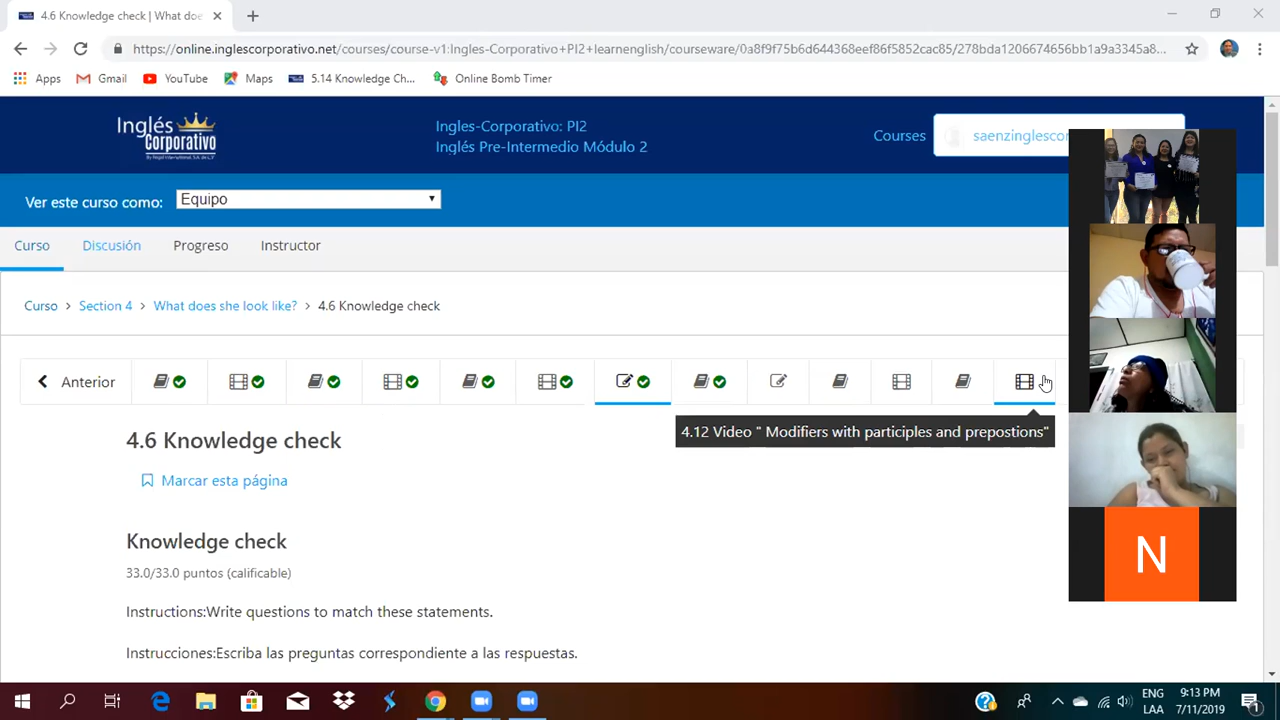 4.6 Knowledge check | What doe
https://online.inglescorporativo.net/courses/course-v1:Ingles-Corporativo+PI2+learnenglish/courseware/0a8f9f75b6d644368eef86f5852cac85/278bda1206674656bb1a9a3345a8...
Apps Gmail YouTube Maps 5.14 Knowledge Ch... Online Bomb Timer
Inglés
Corporativo
Ingles-Corporativo: PI2
Inglés Pre-Intermedio Módulo 2
Courses saenzinglesco
Ver este curso como: Equipo
Curso Discusión Progreso Instructor
Curso > Section 4 > What does she look like? > 4.6 Knowledge check
Anterior
4.12 Video " Modifiers with participles and prepostions"
4.6 Knowledge check
Marcar esta página
N
Knowledge check
33.0/33.0 puntos (calificable)
Instructions:Write questions to match these statements.
Instrucciones:Escriba las preguntas correspondiente a las respuestas.
ENG 9:13 PM
LAA 7/11/2019